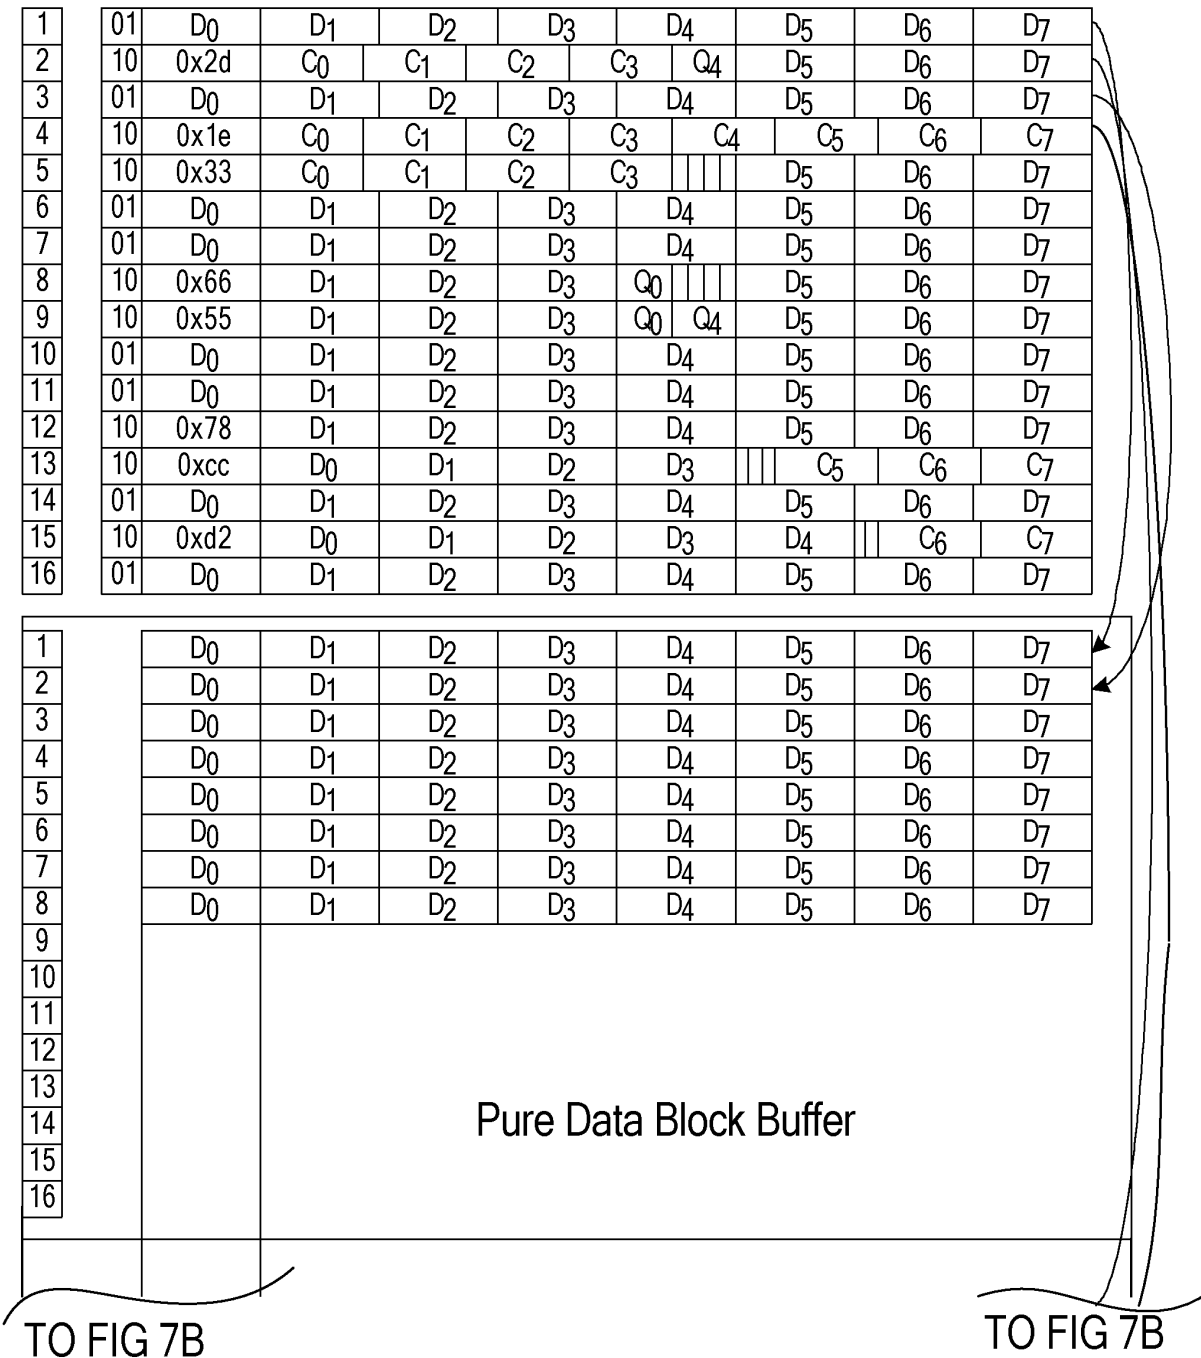 1 01 D0 D1 D2 D3 D4 D5 D6 D7
2 10 0x2d C0 C1 C2 C3 Q4 D5 D6 D7
3 01 D0 D1 D2 D3 D4 D5 D6 D7
4 10 0x1e C0 C1 C2 C3 C4 C5 C6 C7
5 10 0x33 C0 C1 C2 C3 D5 D6 D7
6 01 D0 D1 D2 D3 D4 D5 D6 D7
7 01 D0 D1 D2 D3 D4 D5 D6 D7
8 10 0x66 D1 D2 D3 Q0 D5 D6 D7
9 10 0x55 D1 D2 D3 Q0 Q4 D5 D6 D7
10 01 D0 D1 D2 D3 D4 D5 D6 D7
11 01 D0 D1 D2 D3 D4 D5 D6 D7
12 10 0x78 D1 D2 D3 D4 D5 D6 D7
13 10 0xcc D0 D1 D2 D3 C5 C6 C7
14 01 D0 D1 D2 D3 D4 D5 D6 D7
15 10 0xd2 D0 D1 D2 D3 D4 C6 C7
16 01 D0 D1 D2 D3 D4 D5 D6 D7
1 D0 D1 D2 D3 D4 D5 D6 D7
2 D0 D1 D2 D3 D4 D5 D6 D7
3 D0 D1 D2 D3 D4 D5 D6 D7
4 D0 D1 D2 D3 D4 D5 D6 D7
5 D0 D1 D2 D3 D4 D5 D6 D7
6 D0 D1 D2 D3 D4 D5 D6 D7
7 D0 D1 D2 D3 D4 D5 D6 D7
8 D0 D1 D2 D3 D4 D5 D6 D7
9
10
11
12
13
14
15
16
Pure Data Block Buffer
TO FIG 7B
TO FIG 7B